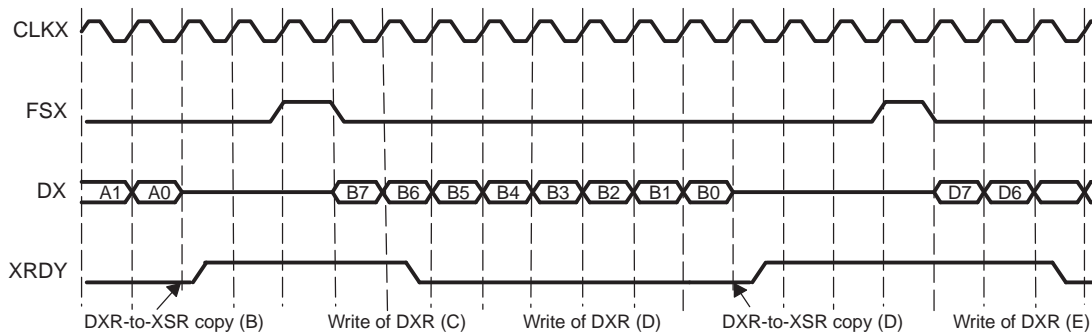 CLKX
FSX
DX
A1 A0 B7 B6 B5 B4 B3 B2 B1 B0 D7 D6
XRDY
DXR-to-XSR copy (B) Write of DXR (C) Write of DXR (D) DXR-to-XSR copy (D) Write of DXR (E)